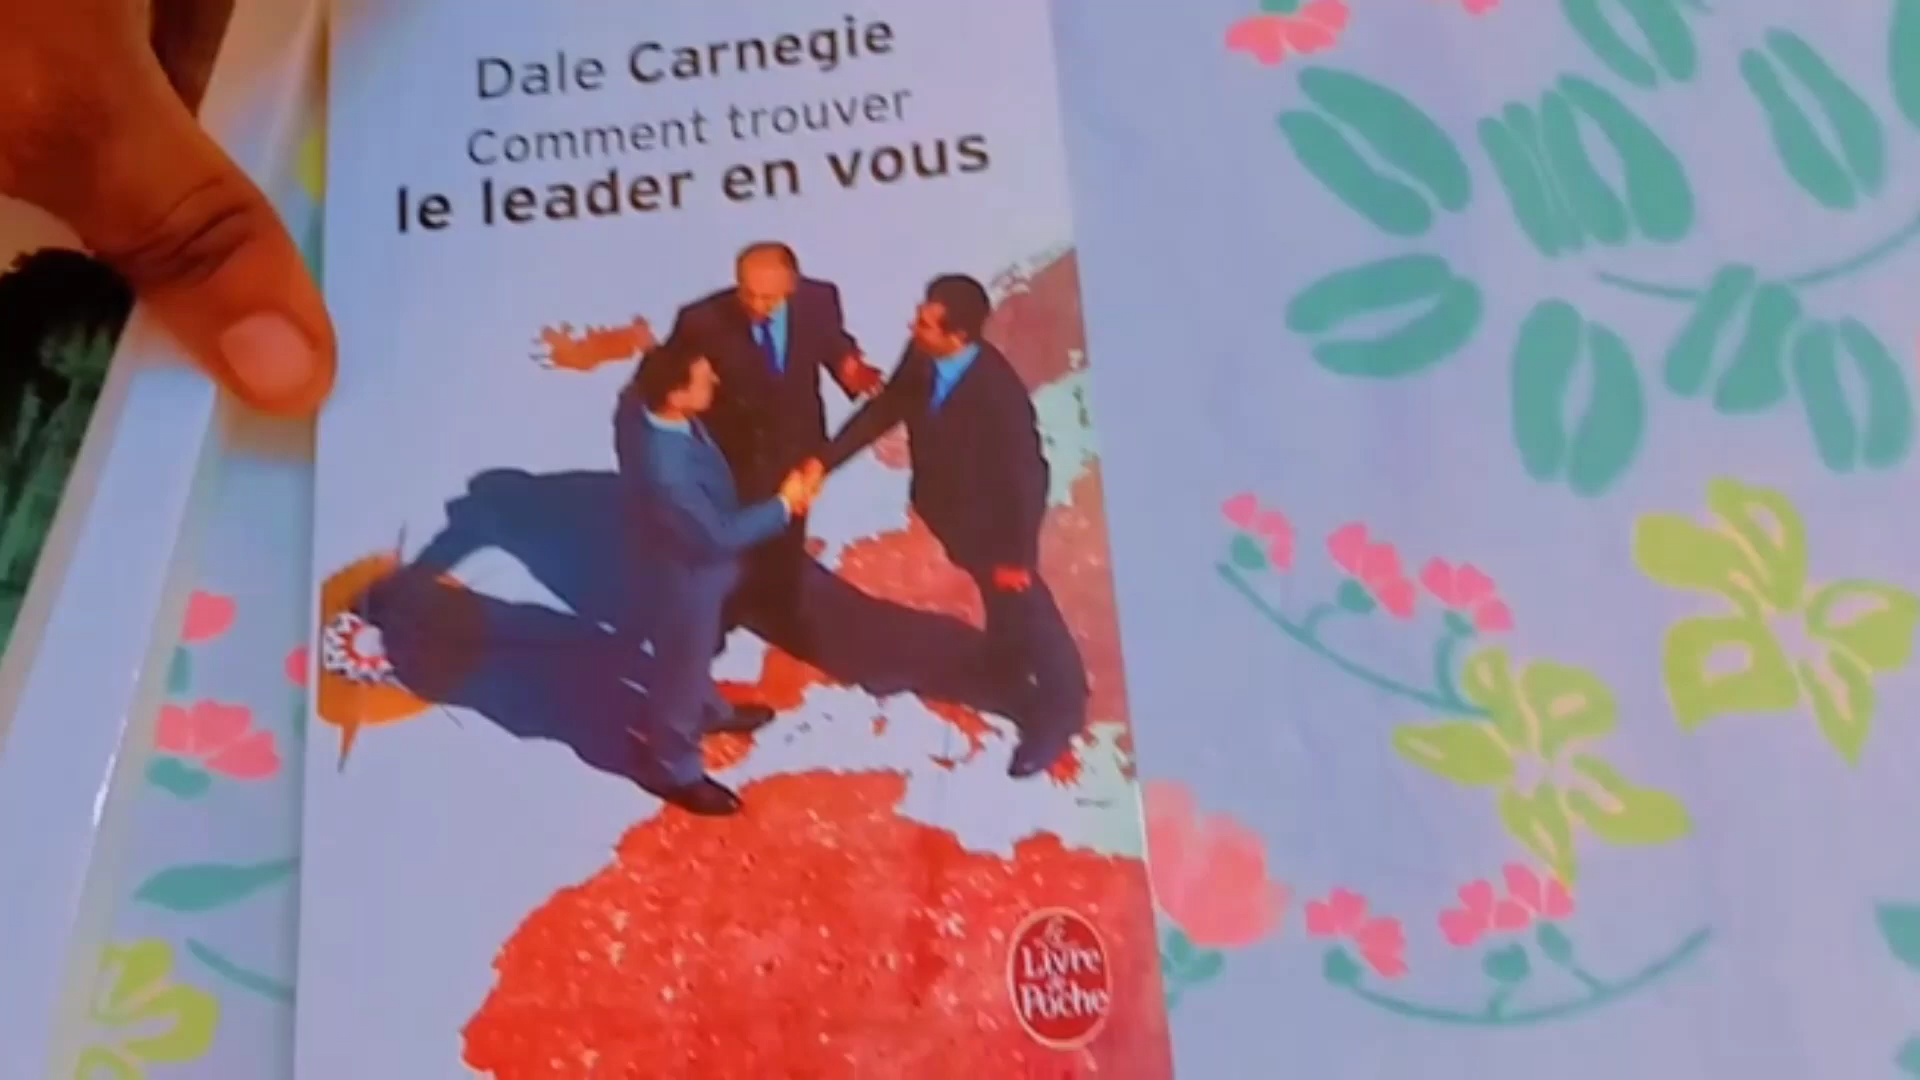 Dale Carnegie
Comment trouver
le leader en vous
Le
Livre
de
Poche